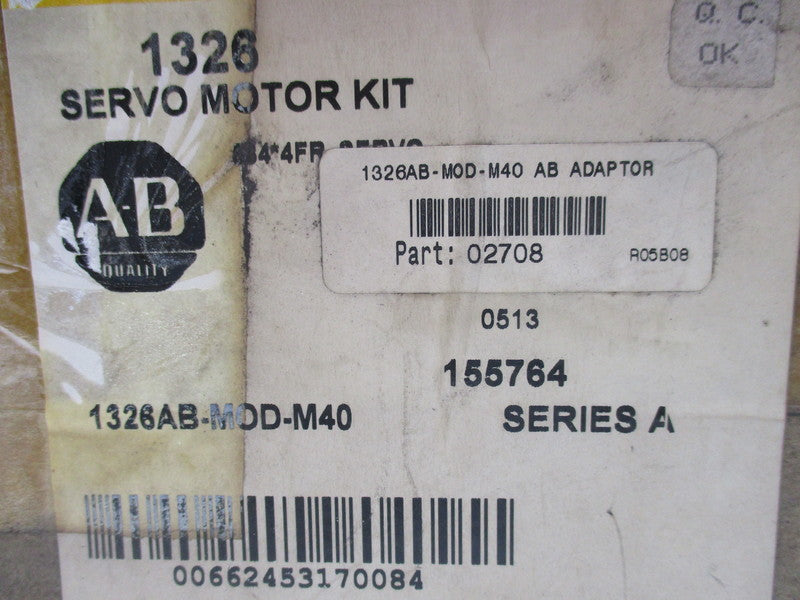 Q. C.
OK
1326
SERVO MOTOR KIT
A-B
QUALITY
1326AB-MOD-M40 AB ADAPTOR
Part: 02708
R05B08
0513
155764
1326AB-MOD-M40
SERIES A
00662453170084